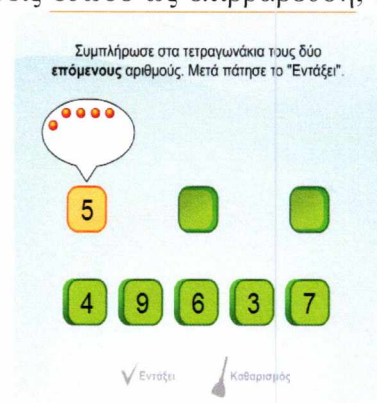 Συμπλήρωσε στα τετραγωνάκια τους δύο
επόμενους αριθμούς. Μετά πάτησε το "Εντάξει".
5
4 9 6 3 7
Εντάξει Καθαρισμός